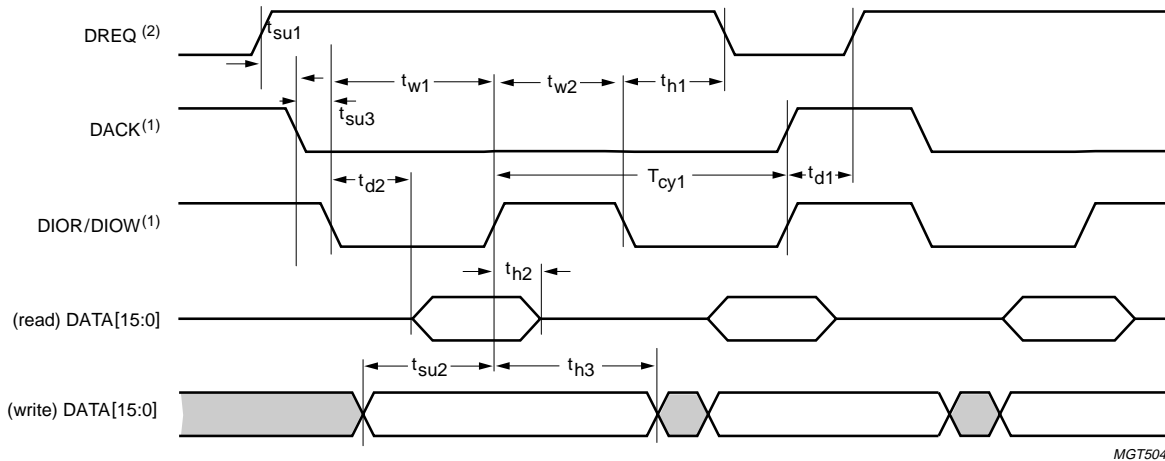 DREQ (2)
tsu1
tw1
tw2
th1
tsu3
DACK(1)
td2
Tcy1
td1
DIOR/DIOW(1)
th2
(read) DATA[15:0]
tsu2
th3
(write) DATA[15:0]
MGT504